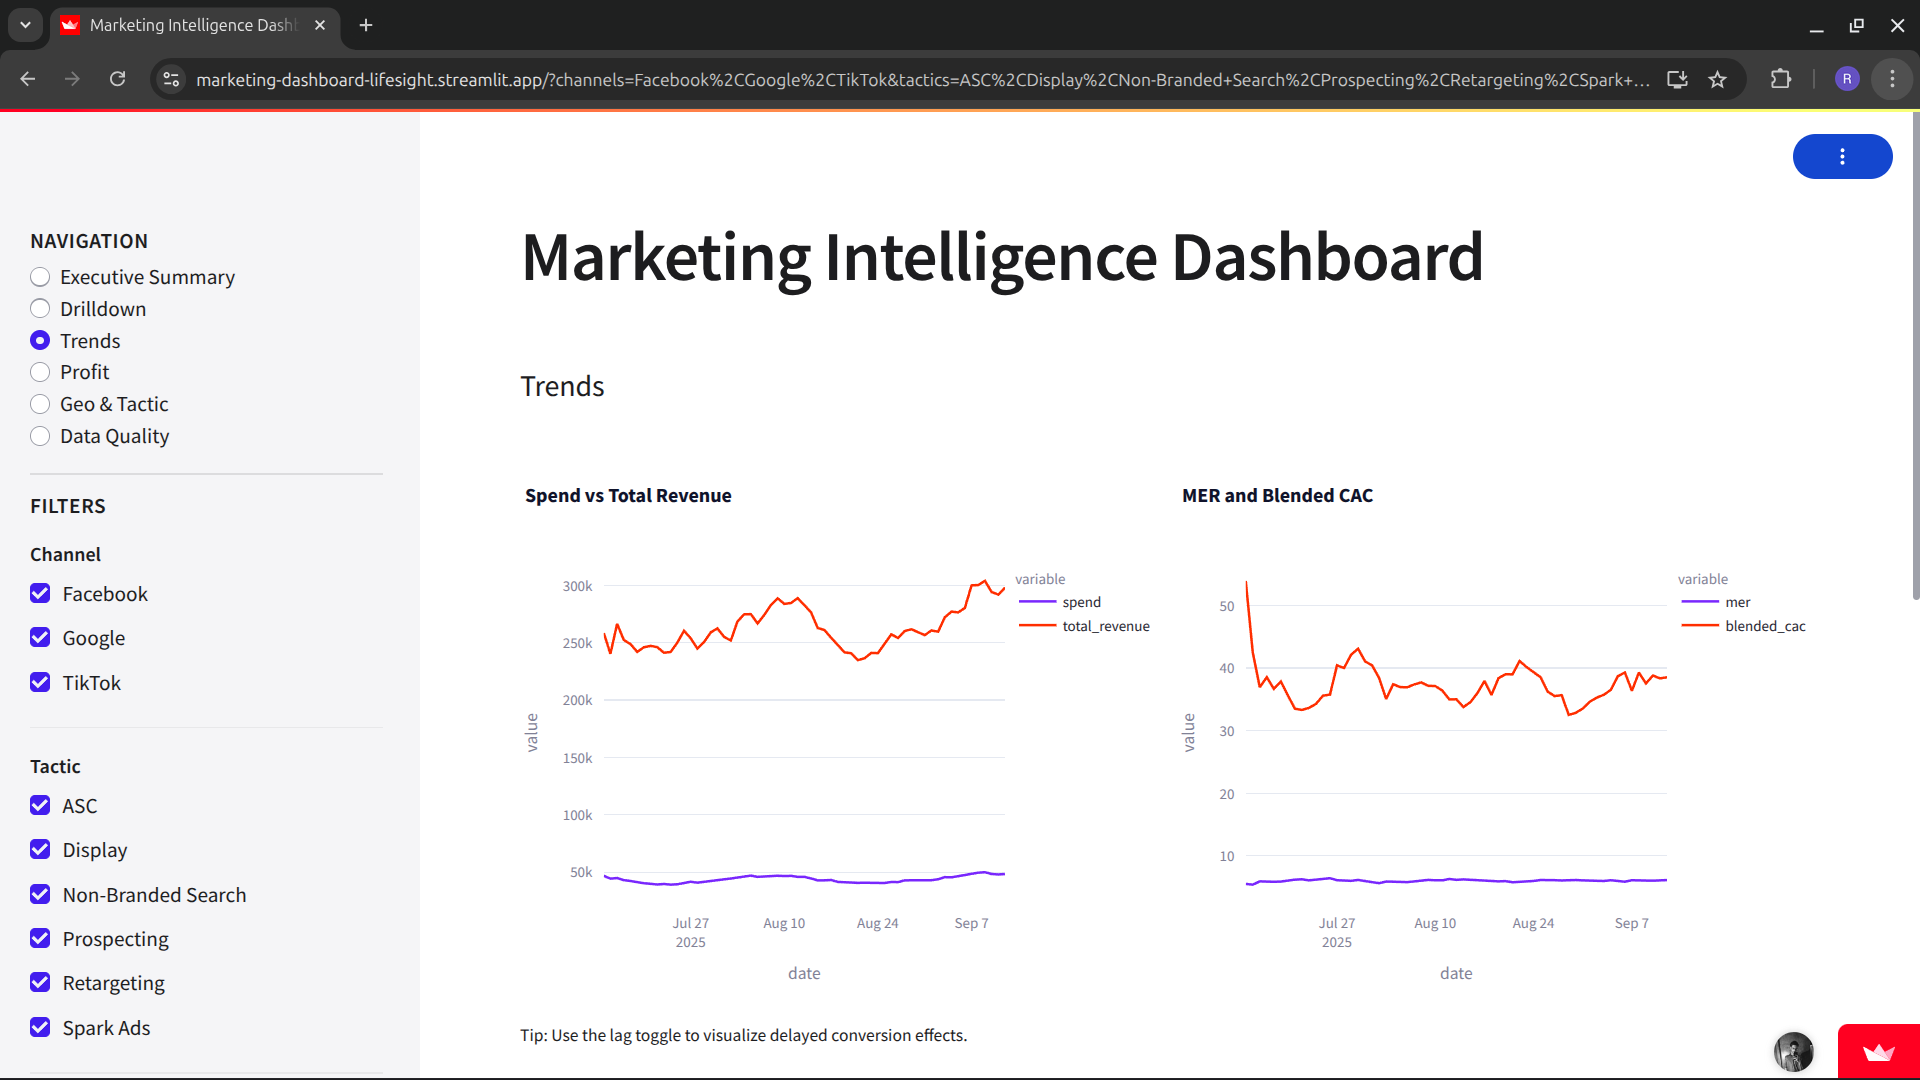 Marketing Intelligence Dashb
marketing-dashboard-lifesight.streamlit.app/?channels=Facebook%2CGoogle%2CTikTok&tactics=ASC%2CDisplay%2CNon-Branded+Search%2CProspecting%2CRetargeting%2CSpark+...
R
NAVIGATION
Executive Summary
Drilldown
Trends
Profit
Geo & Tactic
Data Quality
FILTERS
Channel
Facebook
Google
TikTok
Tactic
ASC
Display
Non-Branded Search
Prospecting
Retargeting
Spark Ads
Marketing Intelligence Dashboard
Trends
Spend vs Total Revenue
300k
250k
200k
150k
100k
50k
value
Jul 27
2025
Aug 10
Aug 24
Sep 7
date
variable
spend
total_revenue
MER and Blended CAC
50
40
30
20
10
value
Jul 27
2025
Aug 10
Aug 24
Sep 7
date
variable
mer
blended_cac
Tip: Use the lag toggle to visualize delayed conversion effects.